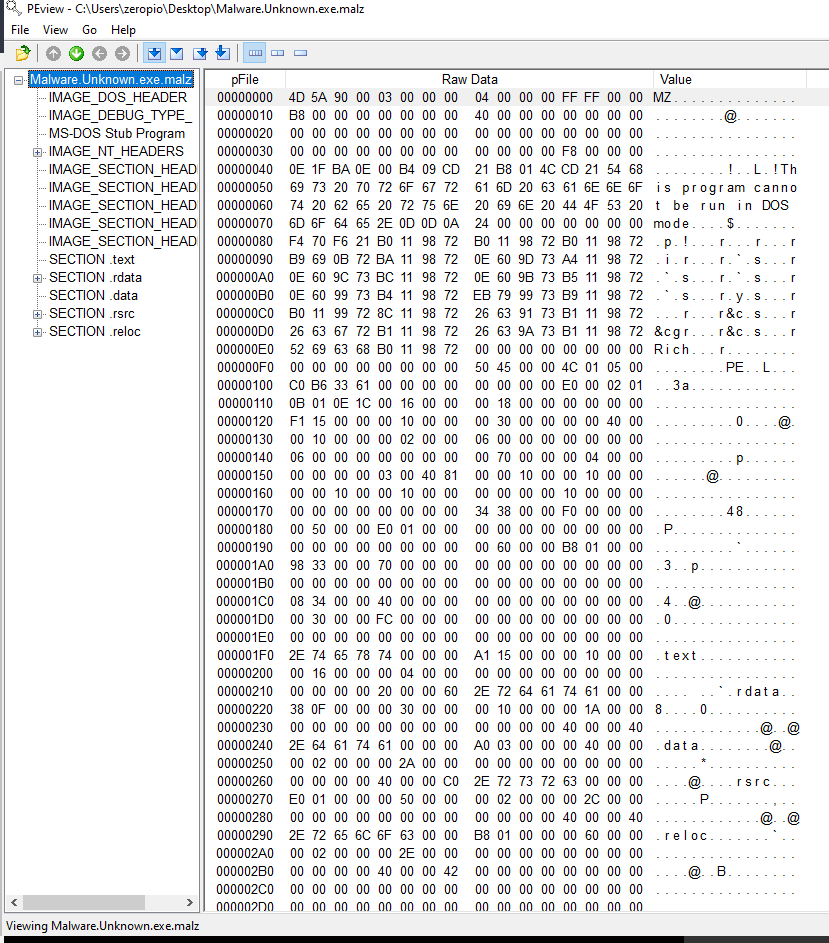 PEview - C:\Users\zeropio\Desktop\Malware.Unknown.exe.malz
File View Go Help
Malware.Unknown.exe.malz
IMAGE_DOS_HEADER
IMAGE_DEBUG_TYPE_
MS-DOS Stub Program
IMAGE_NT_HEADERS
IMAGE_SECTION_HEAD
IMAGE_SECTION_HEAD
IMAGE_SECTION_HEAD
IMAGE_SECTION_HEAD
IMAGE_SECTION_HEAD
SECTION .text
SECTION .rdata
SECTION .data
SECTION .rsrc
SECTION .reloc
pFile Raw Data Value
00000000 4D 5A 90 00 03 00 00 00 04 00 00 00 FF FF 00 00 MZ..............
00000010 B8 00 00 00 00 00 00 00 40 00 00 00 00 00 00 00 ........@.......
00000020 00 00 00 00 00 00 00 00 00 00 00 00 00 00 00 00 ................
00000030 00 00 00 00 00 00 00 00 00 00 00 00 F8 00 00 00 ................
00000040 0E 1F BA 0E 00 B4 09 CD 21 B8 01 4C CD 21 54 68 ........!..L.!Th
00000050 69 73 20 70 72 6F 67 72 61 6D 20 63 61 6E 6E 6F is program canno
00000060 74 20 62 65 20 72 75 6E 20 69 6E 20 44 4F 53 20 t be run in DOS
00000070 6D 6F 64 65 2E 0D 0D 0A 24 00 00 00 00 00 00 00 mode....$.......
00000080 F4 70 F6 21 B0 11 98 72 B0 11 98 72 B0 11 98 72 .p.!...r...r...r
00000090 B9 69 0B 72 BA 11 98 72 0E 60 9D 73 A4 11 98 72 .i.r...r.`.s...r
000000A0 0E 60 9C 73 BC 11 98 72 0E 60 9B 73 B5 11 98 72 .`.s...r.`.s...r
000000B0 0E 60 99 73 B4 11 98 72 EB 79 99 73 B9 11 98 72 .`.s...r.y.s...r
000000C0 B0 11 99 72 8C 11 98 72 26 63 91 73 B1 11 98 72 ...r...r&c.s...r
000000D0 26 63 67 72 B1 11 98 72 26 63 9A 73 B1 11 98 72 &cgr...r&c.s...r
000000E0 52 69 63 68 B0 11 98 72 00 00 00 00 00 00 00 00 Rich...r........
000000F0 00 00 00 00 00 00 00 00 50 45 00 00 4C 01 05 00 ........PE..L...
00000100 C0 B6 33 61 00 00 00 00 00 00 00 00 E0 00 02 01 ..3a............
00000110 0B 01 0E 1C 00 16 00 00 00 18 00 00 00 00 00 00 ................
00000120 F1 15 00 00 00 10 00 00 00 30 00 00 00 00 40 00 .........0....@.
00000130 00 10 00 00 00 02 00 00 06 00 00 00 00 00 00 00 ................
00000140 06 00 00 00 00 00 00 00 00 70 00 00 00 04 00 00 .........p......
00000150 00 00 00 00 03 00 40 81 00 00 10 00 00 10 00 00 ......@.........
00000160 00 00 10 00 00 10 00 00 00 00 00 00 10 00 00 00 ................
00000170 00 00 00 00 00 00 00 00 34 38 00 00 F0 00 00 00 ........48......
00000180 00 50 00 00 E0 01 00 00 00 00 00 00 00 00 00 00 .P..............
00000190 00 00 00 00 00 00 00 00 00 60 00 00 B8 01 00 00 .........`......
000001A0 98 33 00 00 70 00 00 00 00 00 00 00 00 00 00 00 .3..p...........
000001B0 00 00 00 00 00 00 00 00 00 00 00 00 00 00 00 00 ................
000001C0 08 34 00 00 40 00 00 00 00 00 00 00 00 00 00 00 .4..@...........
000001D0 00 30 00 00 FC 00 00 00 00 00 00 00 00 00 00 00 .0..............
000001E0 00 00 00 00 00 00 00 00 00 00 00 00 00 00 00 00 ................
000001F0 2E 74 65 78 74 00 00 00 A1 15 00 00 00 10 00 00 .text...........
00000200 00 16 00 00 00 04 00 00 00 00 00 00 00 00 00 00 ................
00000210 00 00 00 00 20 00 00 60 2E 72 64 61 74 61 00 00 .... ..`.rdata..
00000220 38 0F 00 00 00 30 00 00 00 10 00 00 00 1A 00 00 8....0..........
00000230 00 00 00 00 00 00 00 00 00 00 00 00 40 00 00 40 ............@..@
00000240 2E 64 61 74 61 00 00 00 A0 03 00 00 00 40 00 00 .data........@..
00000250 00 02 00 00 00 2A 00 00 00 00 00 00 00 00 00 00 .....*..........
00000260 00 00 00 00 40 00 00 C0 2E 72 73 72 63 00 00 00 ....@....rsrc...
00000270 E0 01 00 00 00 50 00 00 00 02 00 00 00 2C 00 00 .....P.......,..
00000280 00 00 00 00 00 00 00 00 00 00 00 00 40 00 00 40 ............@..@
00000290 2E 72 65 6C 6F 63 00 00 B8 01 00 00 00 60 00 00 .reloc.......`..
000002A0 00 02 00 00 00 2E 00 00 00 00 00 00 00 00 00 00 ................
000002B0 00 00 00 00 40 00 00 42 00 00 00 00 00 00 00 00 ....@..B........
000002C0 00 00 00 00 00 00 00 00 00 00 00 00 00 00 00 00 ................
000002D0 00 00 00 00 00 00 00 00 00 00 00 00 00 00 00 00 ................
Viewing Malware.Unknown.exe.malz